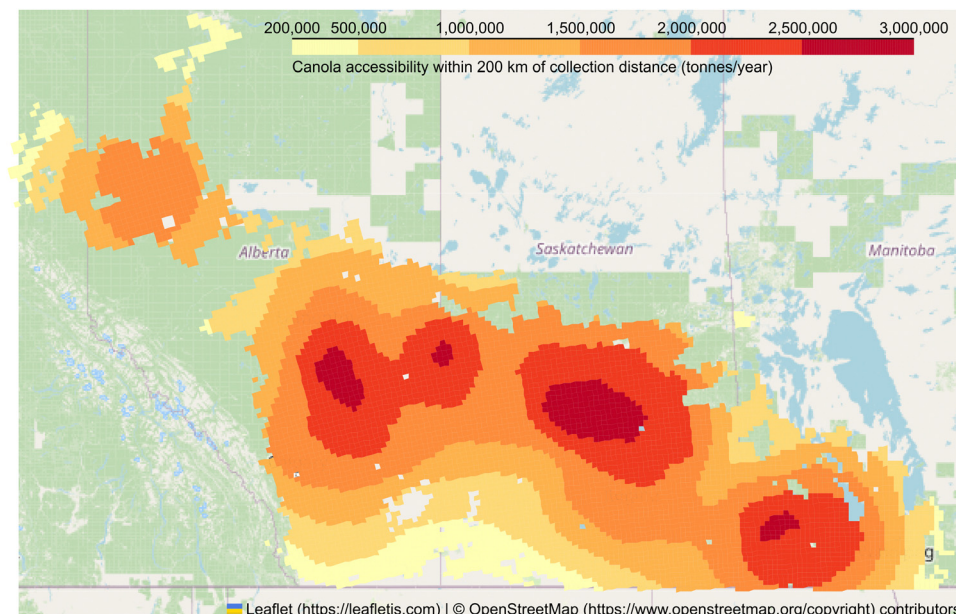 200,000 500,000 1,000,000 1,500,000 2,000,000 2,500,000 3,000,000
Canola accessibility within 200 km of collection distance (tonnes/year)
Alberta
Saskatchewan
Manitoba
g
Leaflet (https://leafletjs.com) | © OpenStreetMap (https://www.openstreetmap.org/copyright) contributors